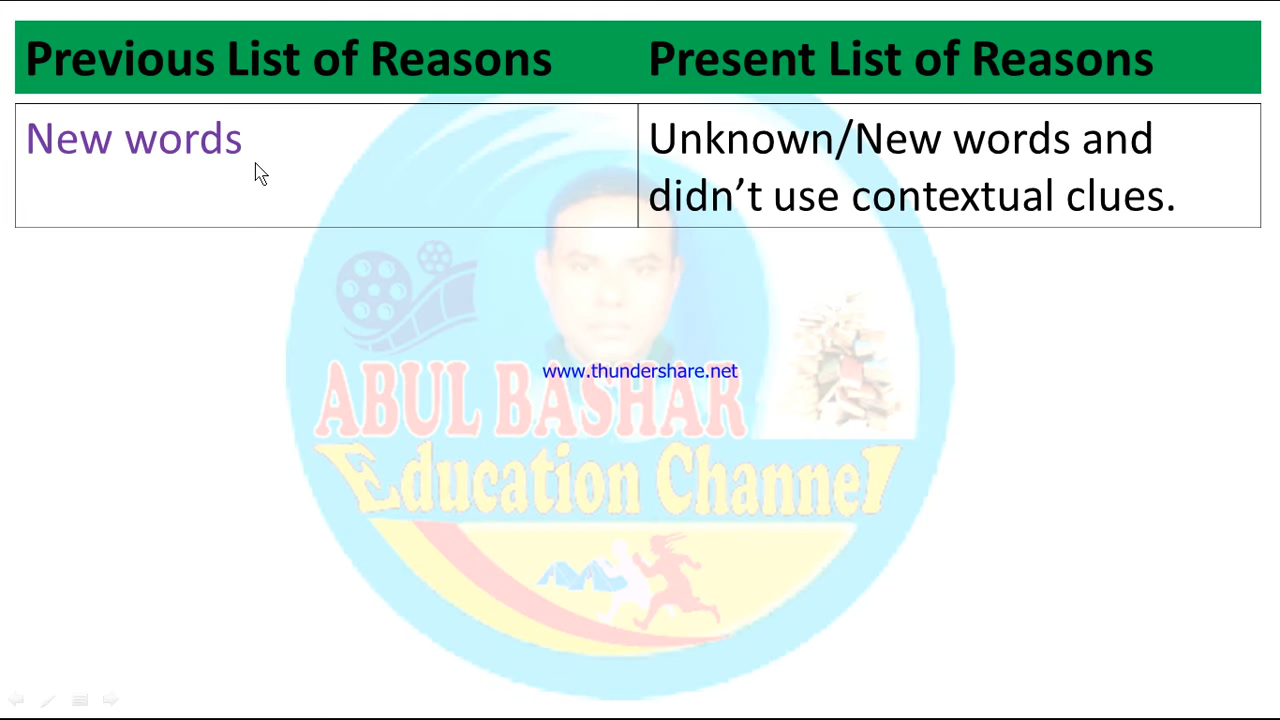 Previous List of Reasons
Present List of Reasons
New words
Unknown/New words and
didn’t use contextual clues.
www.thundershare.net
ABUL BASHAR
Education Channel